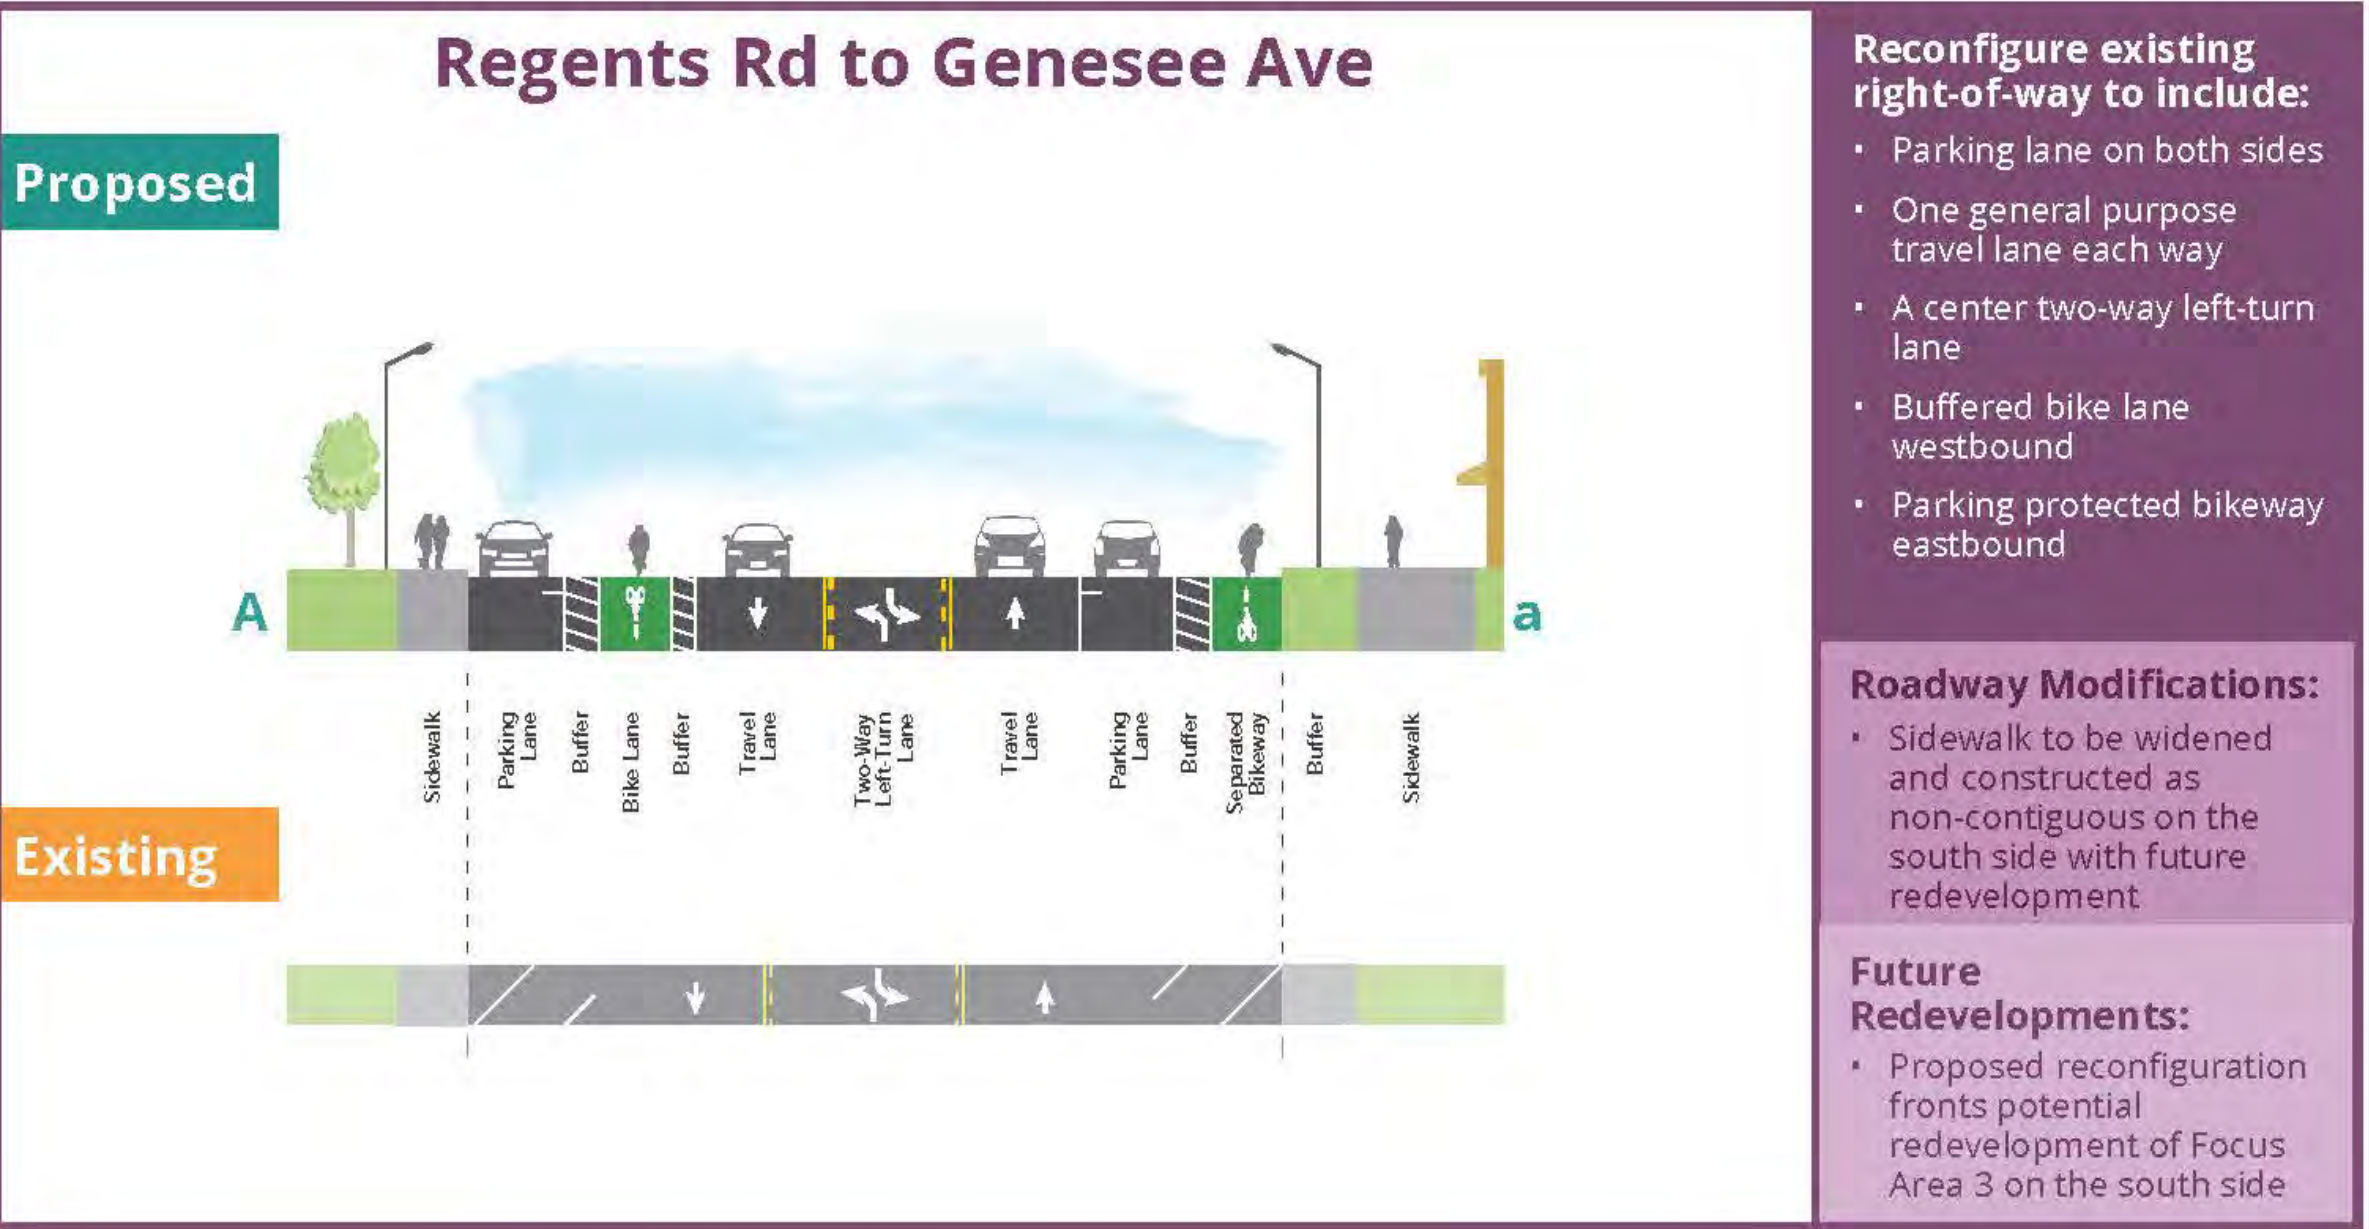 Regents Rd to Genesee Ave
Proposed
A
a
Sidewalk
Parking
Lane
Buffer
Bike Lane
Buffer
Travel
Lane
Two-Way
Left-Turn
Lane
Travel
Lane
Parking
Lane
Buffer
Separated
Bikeway
Buffer
Sidewalk
Existing
Reconfigure existing
right-of-way to include:
· Parking lane on both sides
· One general purpose
travel lane each way
· A center two-way left-turn
lane
· Buffered bike lane
westbound
· Parking protected bikeway
eastbound
Roadway Modifications:
· Sidewalk to be widened
and constructed as
non-contiguous on the
south side with future
redevelopment
Future
Redevelopments:
· Proposed reconfiguration
fronts potential
redevelopment of Focus
Area 3 on the south side